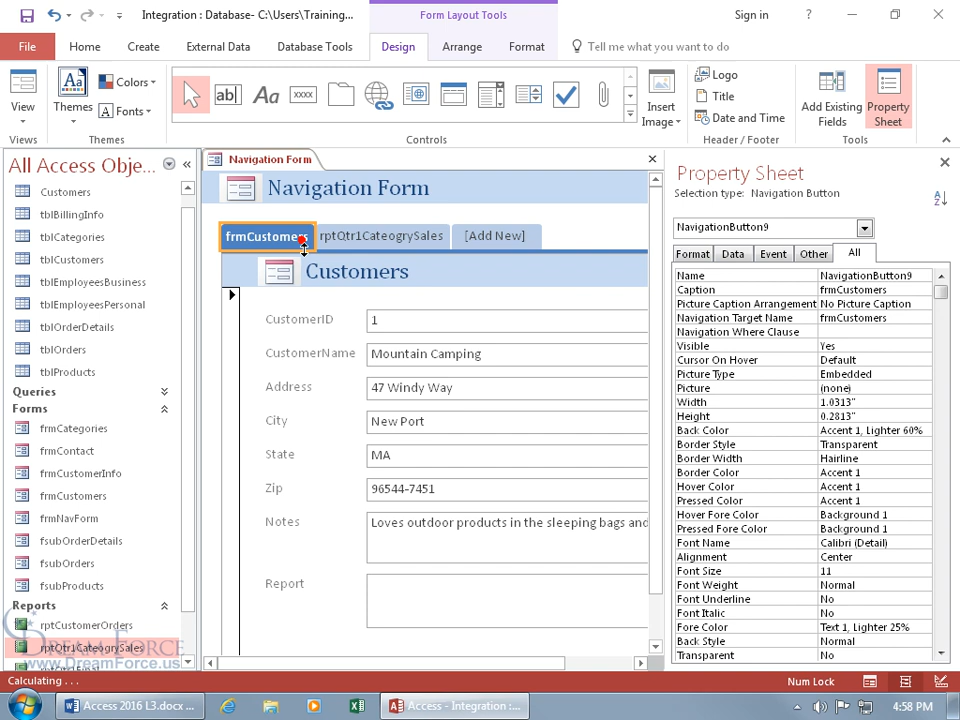 Integration : Database- C:\Users\Training...
Form Layout Tools
Sign in
?
File
Home
Create
External Data
Database Tools
Design
Arrange
Format
Tell me what you want to do
View
Views
Aa
Themes
Colors
Fonts
Themes
ab
Aa
xxxx
Controls
Insert
Image
Logo
Title
Date and Time
Header / Footer
Add Existing
Fields
Property
Sheet
Tools
All Access Obje...
Customers
tblBillingInfo
tblCategories
tblCustomers
tblEmployeesBusiness
tblEmployeesPersonal
tblOrderDetails
tblOrders
tblProducts
Queries
Forms
frmCategories
frmContact
frmCustomerInfo
frmCustomers
frmNavForm
fsubOrderDetails
fsubOrders
fsubProducts
Reports
rptCustomerOrders
rptQtr1CateogrySales
DREAM FORCE
www.DreamForce.us
Navigation Form
Navigation Form
frmCustomers
rptQtr1CateogrySales
[Add New]
Customers
CustomerID
1
CustomerName
Mountain Camping
Address
47 Windy Way
City
New Port
State
MA
Zip
96544-7451
Notes
Loves outdoor products in the sleeping bags and
Report
Property Sheet
Selection type: Navigation Button
NavigationButton9
Format Data Event Other All
Name NavigationButton9
Caption frmCustomers
Picture Caption Arrangement No Picture Caption
Navigation Target Name frmCustomers
Navigation Where Clause
Visible Yes
Cursor On Hover Default
Picture Type Embedded
Picture (none)
Width 1.0313"
Height 0.2813"
Back Color Accent 1, Lighter 60%
Border Style Transparent
Border Width Hairline
Border Color Accent 1
Hover Color Accent 1
Pressed Color Accent 1
Hover Fore Color Background 1
Pressed Fore Color Background 1
Font Name Calibri (Detail)
Alignment Center
Font Size 11
Font Weight Normal
Font Underline No
Font Italic No
Fore Color Text 1, Lighter 25%
Back Style Normal
Transparent No
Calculating . . .
Num Lock
Access 2016 L3.docx ...
Access - Integration :...
4:58 PM